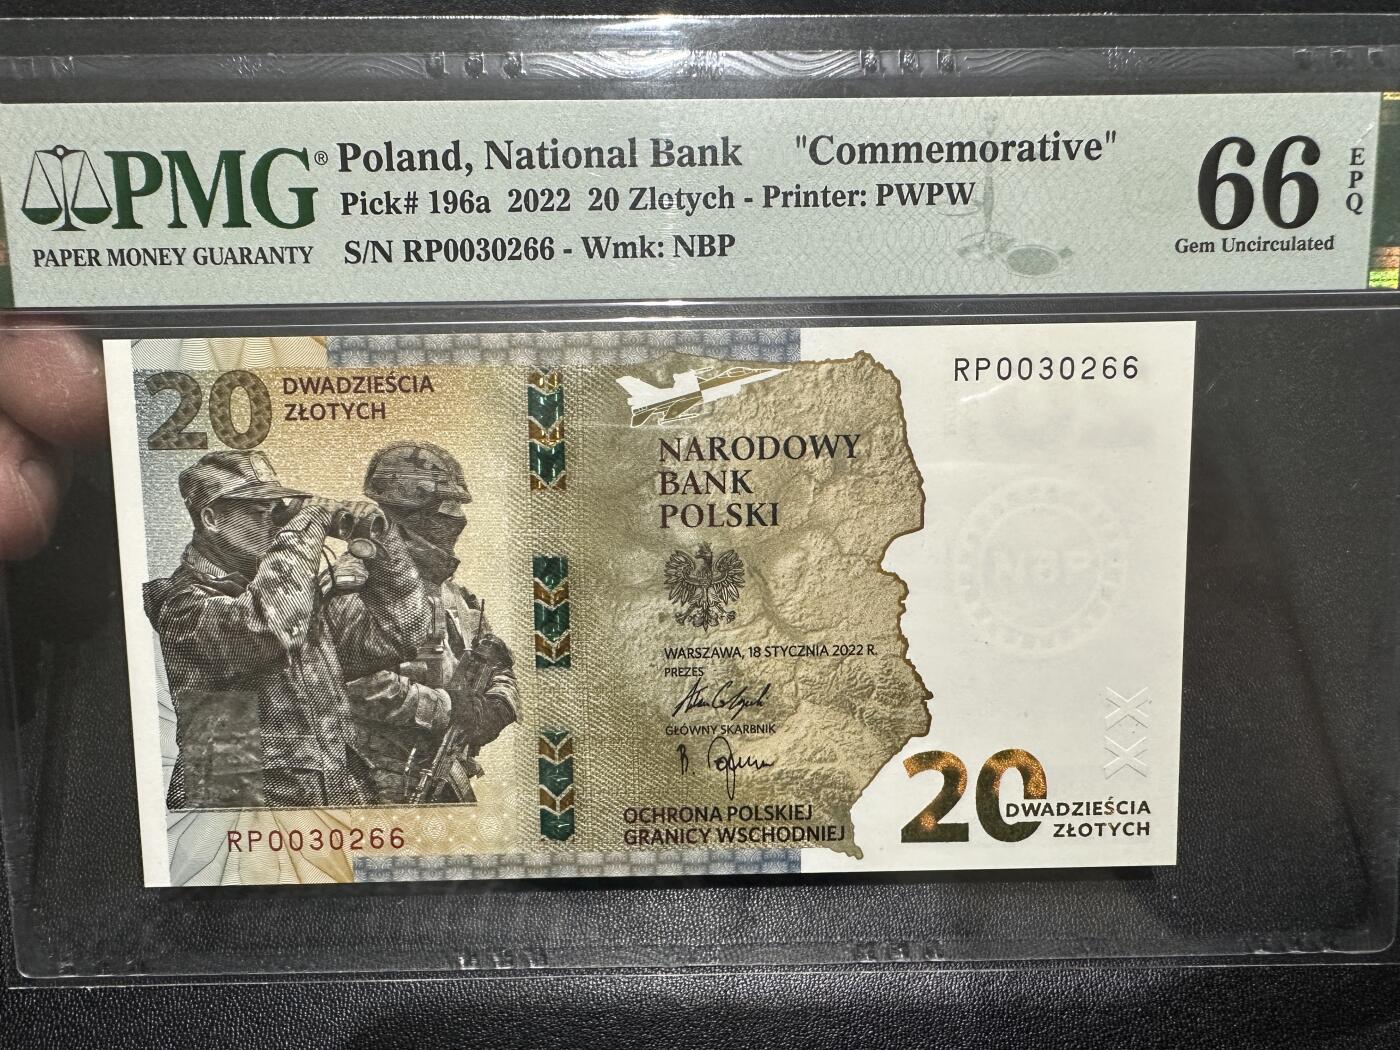 PMG®
PAPER MONEY GUARANTY
Poland, National Bank "Commemorative"
Pick# 196a 2022 20 Zlotych - Printer: PWPW
S/N RP0030266 - Wmk: NBP
66
EPQ
Gem Uncirculated
20 DWADZIEŚCIA
ZŁOTYCH
RP0030266
NARODOWY
BANK
POLSKI
NBP
WARSZAWA, 18 STYCZNIA 2022 R.
PREZES
GŁÓWNY SKARBNIK
OCHRONA POLSKIEJ
GRANICY WSCHODNIEJ
RP0030266
XX
20 DWADZIEŚCIA
ZŁOTYCH